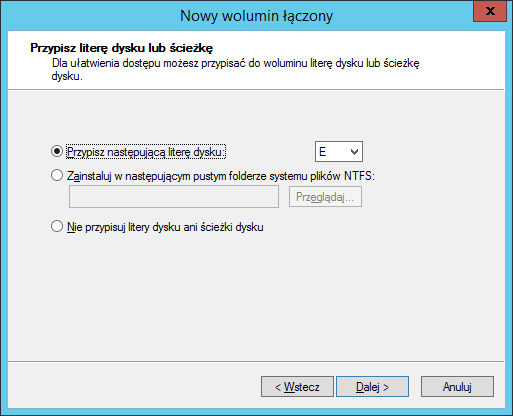 Nowy wolumin łączony
x
Przypisz literę dysku lub ścieżkę
Dla ułatwienia dostępu możesz przypisać do woluminu literę dysku lub ścieżkę
dysku.
Przypisz następującą literę dysku: E
Zainstaluj w następującym pustym folderze systemu plików NTFS:
Przeglądaj...
Nie przypisuj litery dysku ani ścieżki dysku
< Wstecz Dalej > Anuluj